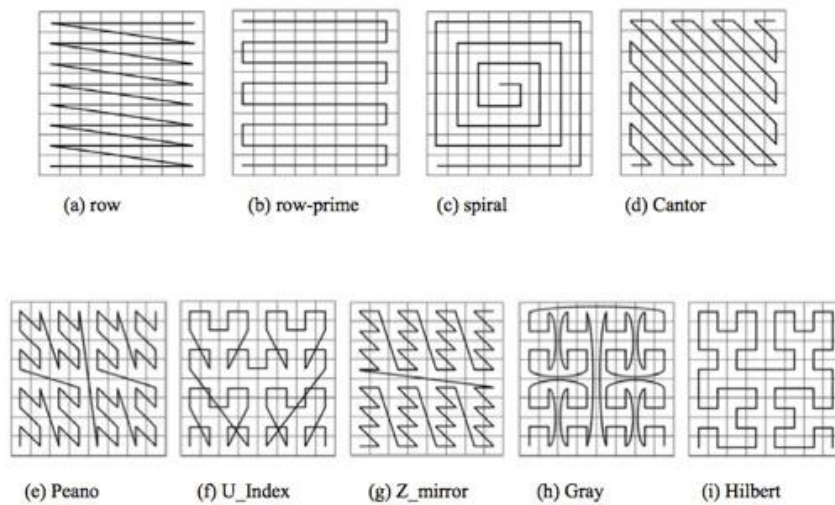 (a) row (b) row-prime (c) spiral (d) Cantor
(e) Peano (f) U_Index (g) Z_mirror (h) Gray (i) Hilbert